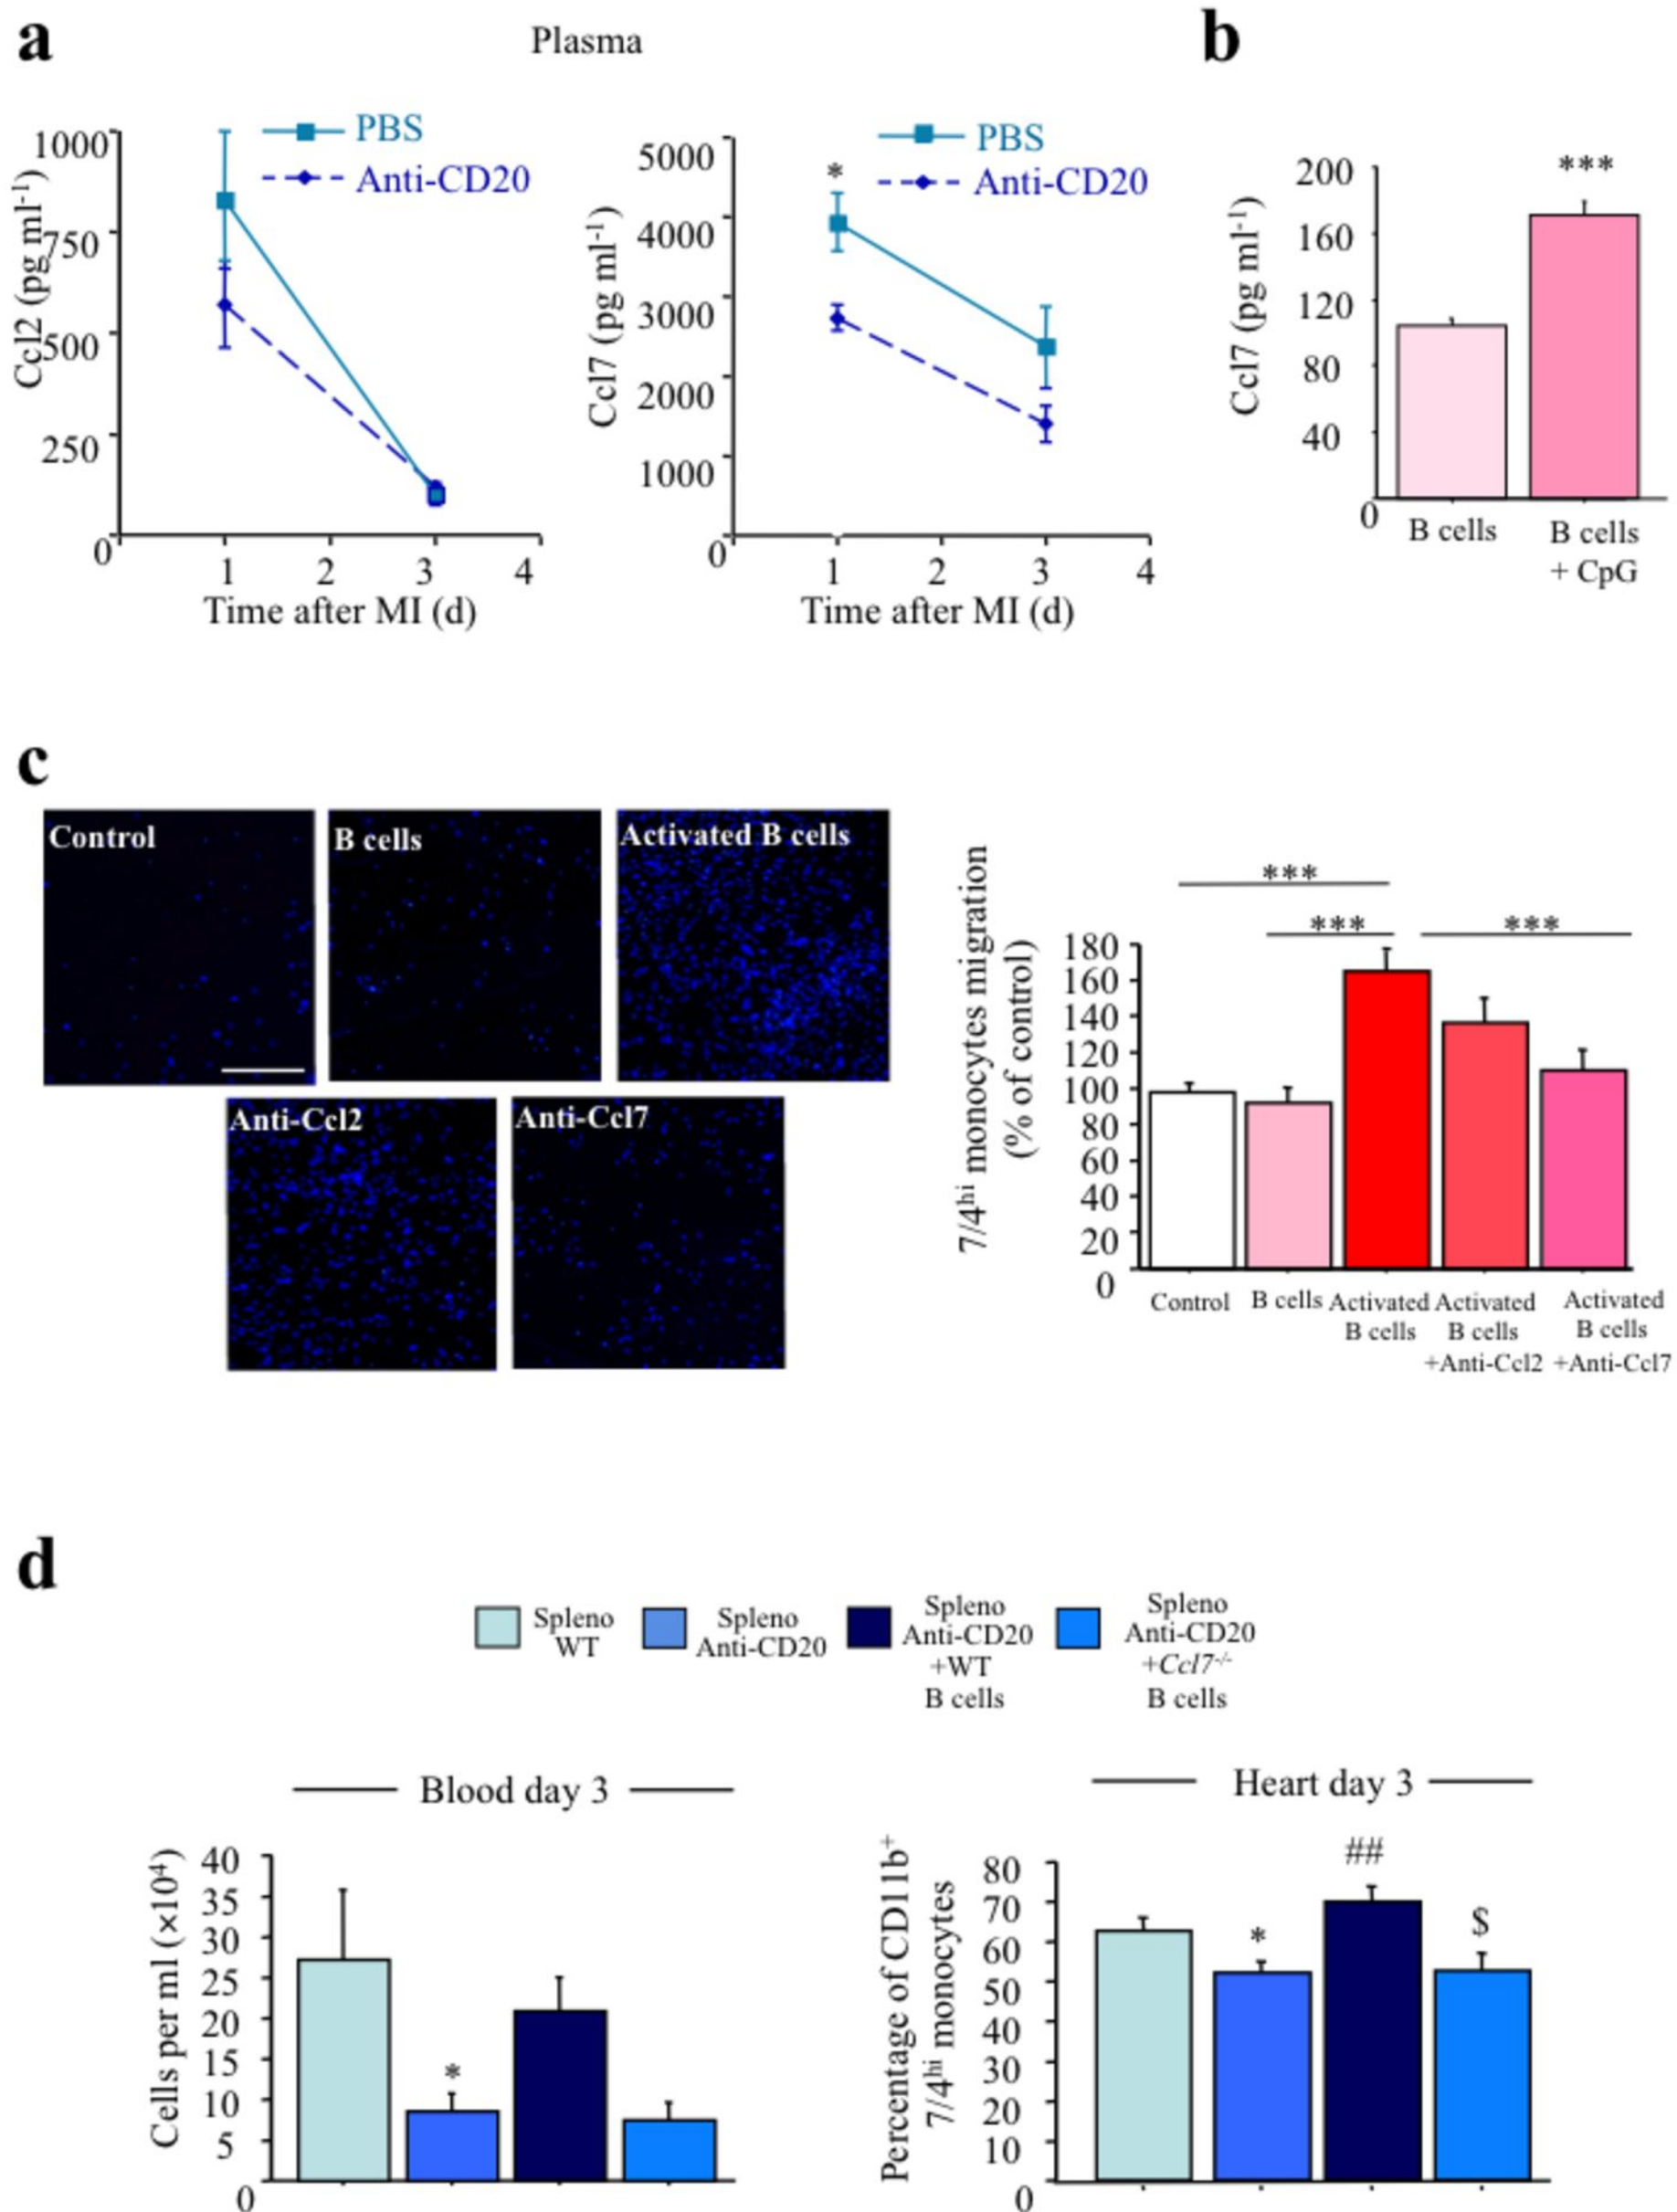 a
Plasma
b
PBS
Anti-CD20
Ccl2 (pg ml⁻¹)
1000
750
500
250
0
1 2 3 4
Time after MI (d)
*
PBS
Anti-CD20
Ccl7 (pg ml⁻¹)
5000
4000
3000
2000
1000
0
1 2 3 4
Time after MI (d)
***
Ccl7 (pg ml⁻¹)
200
160
120
80
40
0
B cells
B cells
+ CpG
c
Control
B cells
Activated B cells
Anti-Ccl2
Anti-Ccl7
***
*** ***
7/4ʰⁱ monocytes migration
(% of control)
180
160
140
120
100
80
60
40
20
0
Control
B cells
Activated
B cells
Activated
B cells
+Anti-Ccl2
Activated
B cells
+Anti-Ccl7
d
Spleno
WT
Spleno
Anti-CD20
Spleno
Anti-CD20
+WT
B cells
Spleno
Anti-CD20
+Ccl7⁻/⁻
B cells
Blood day 3
Cells per ml (×10⁴)
40
35
30
25
20
15
10
5
0
*
Heart day 3
Percentage of CD11b⁺
7/4ʰⁱ monocytes
80
70
60
50
40
30
20
10
0
*
##
$